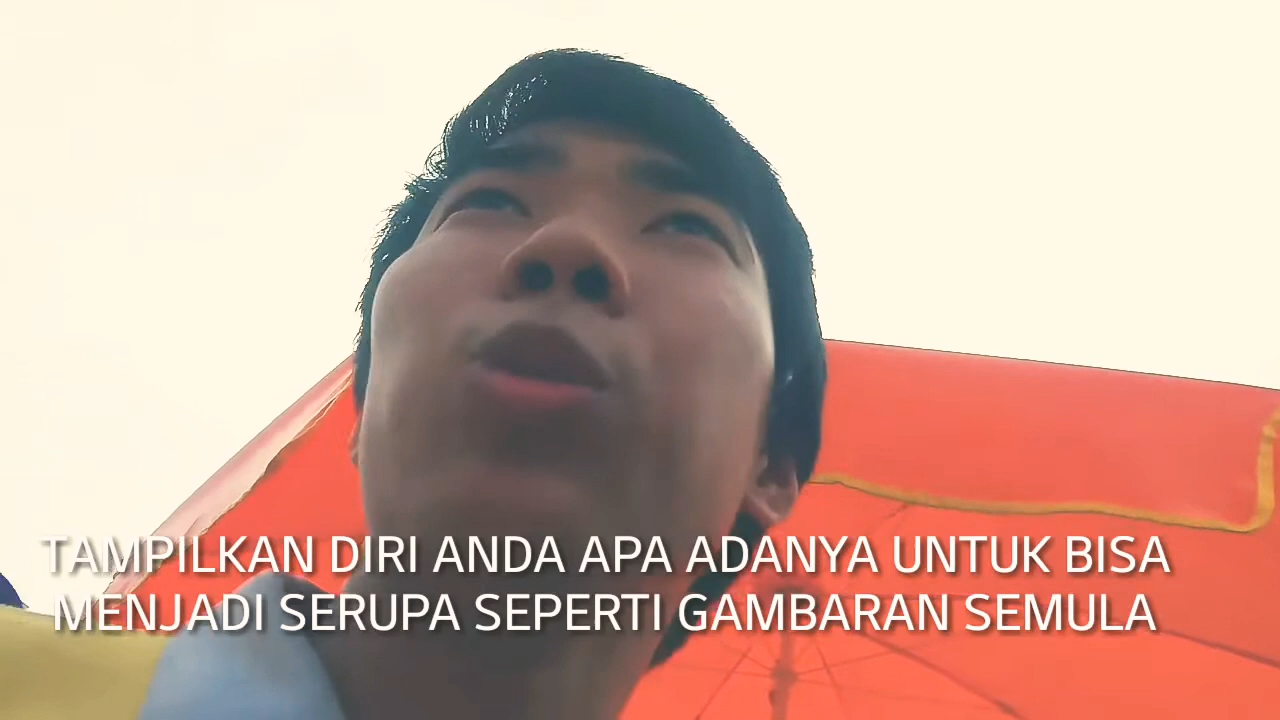 TAMPILKAN DIRI ANDA APA ADANYA UNTUK BISA
MENJADI SERUPA SEPERTI GAMBARAN SEMULA